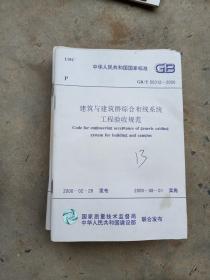 UDC
中华人民共和国国家标准 GB
P
GB/T 50312-2000
建筑与建筑群综合布线系统
工程验收规范
Code for engineering acceptance of generic cabling
system for building and campus
13
2000-02-28 发布
2000-08-01 实施
国家质量技术监督局
中华人民共和国建设部
联合发布